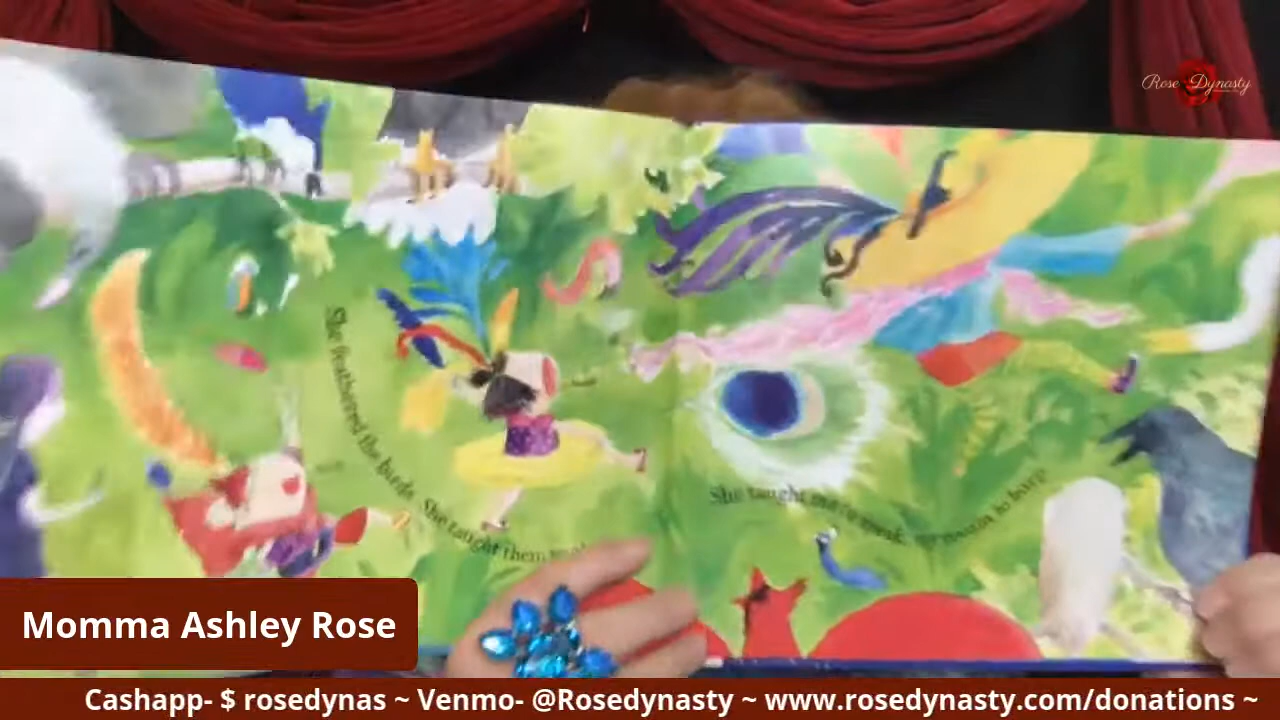 Rose Dynasty
She feathered the birds. She taught them
She taught
to
Momma Ashley Rose
Cashapp- $ rosedynas ~ Venmo- @Rosedynasty ~ www.rosedynasty.com/donations ~